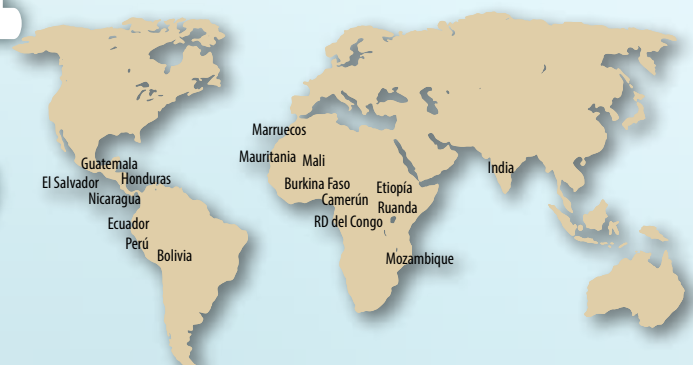 Marruecos
Mauritania Mali
Guatemala
Honduras
India
El Salvador
Burkina Faso
Etiopía
Nicaragua
Camerún
Ruanda
Ecuador
RD del Congo
Perú
Bolivia
Mozambique